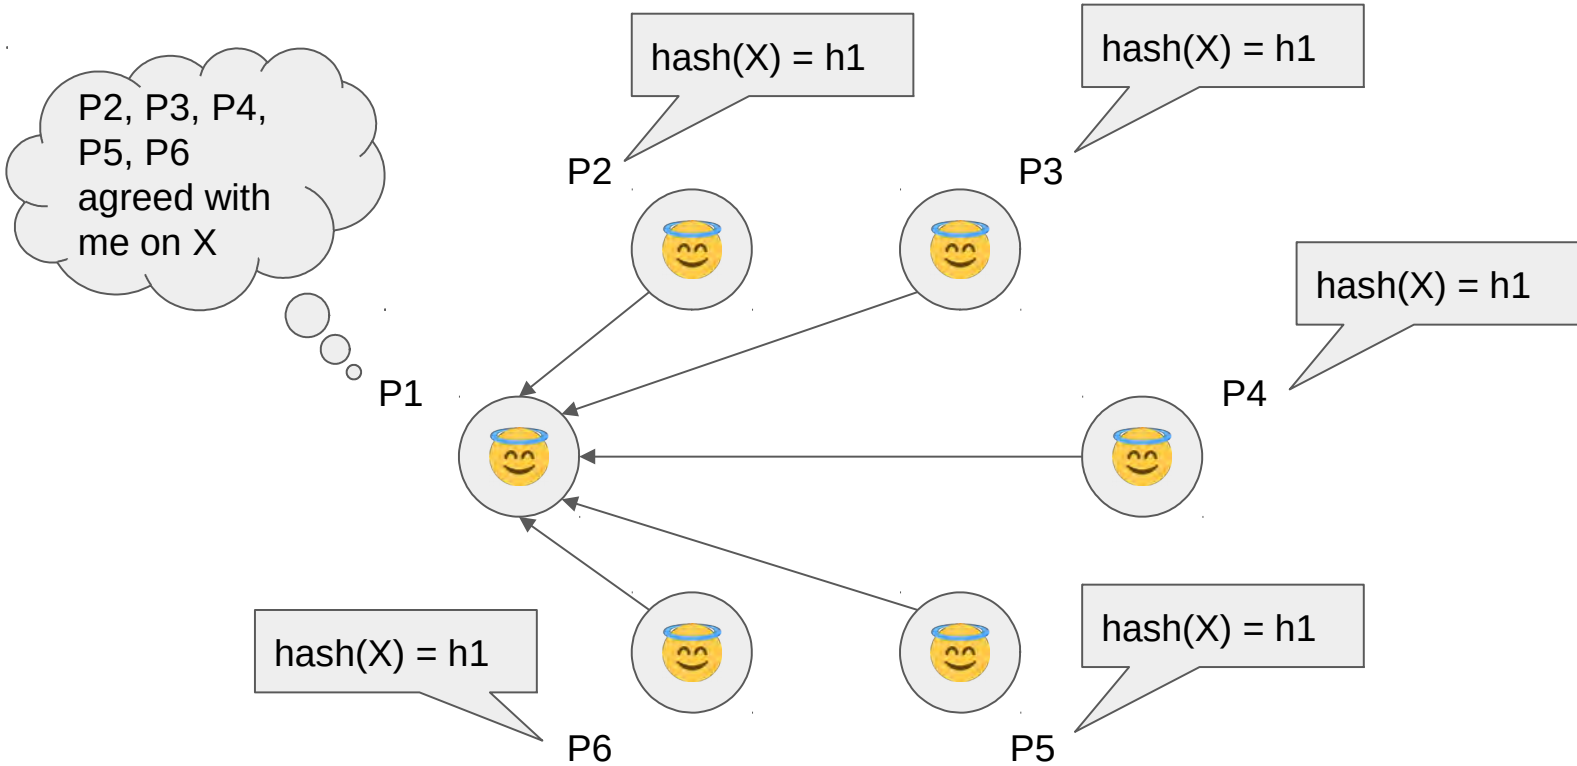 hash(X) = h1
hash(X) = h1
P2, P3, P4,
P5, P6
agreed with
me on X
P2
P3
hash(X) = h1
P1
P4
hash(X) = h1
hash(X) = h1
P6
P5